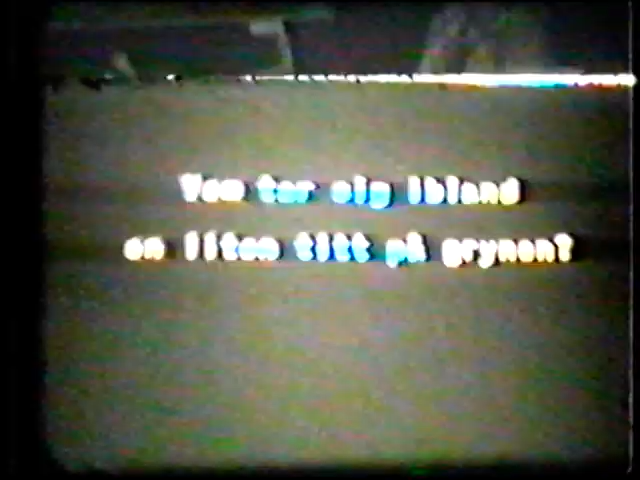 Vem tar sig ibland
en liten titt på grynen?